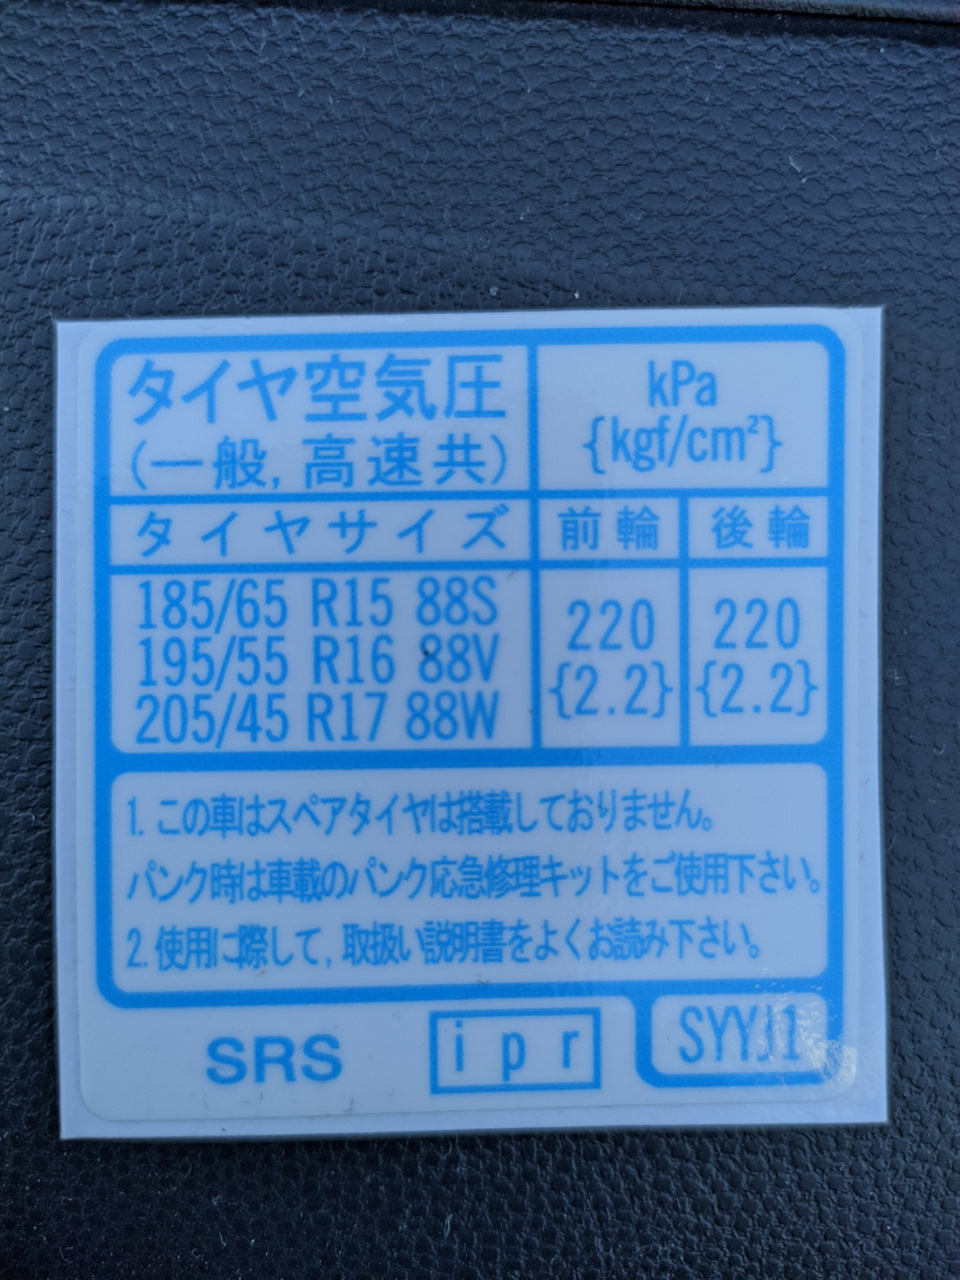 タイヤ空気圧
(一般, 高速共)
kPa
{kgf/cm²}
タイヤサイズ 前輪 後輪
185/65 R15 88S
195/55 R16 88V
205/45 R17 88W
220 220
{2.2} {2.2}
1. この車はスペアタイヤは搭載しておりません。
パンク時は車載のパンク応急修理キットをご使用下さい。
2. 使用に際して, 取扱い説明書をよくお読み下さい。
SRS ipr SYYJ1